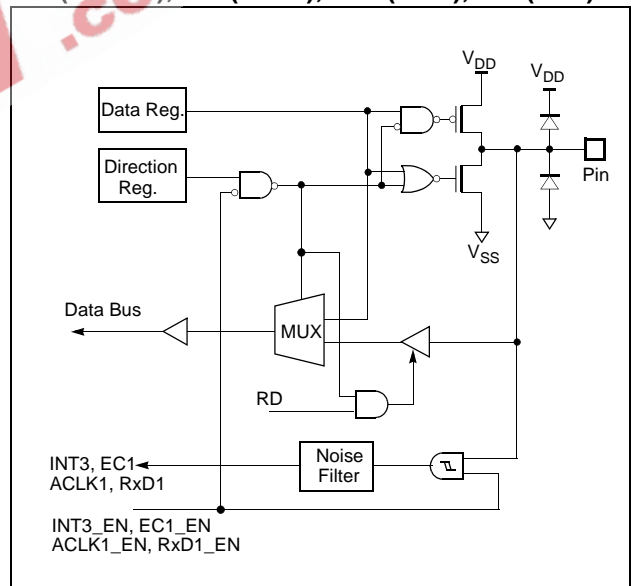 V_DD
V_DD
Data Reg.
Direction
Reg.
Pin
V_SS
Data Bus
MUX
RD
Noise
Filter
INT3, EC1
ACLK1, RxD1
INT3_EN, EC1_EN
ACLK1_EN, RxD1_EN